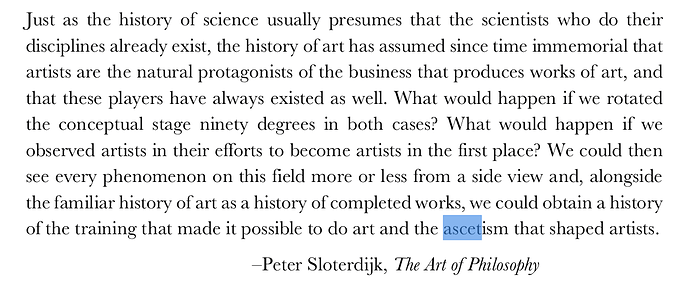 Just as the history of science usually presumes that the scientists who do their
disciplines already exist, the history of art has assumed since time immemorial that
artists are the natural protagonists of the business that produces works of art, and
that these players have always existed as well. What would happen if we rotated
the conceptual stage ninety degrees in both cases? What would happen if we
observed artists in their efforts to become artists in the first place? We could then
see every phenomenon on this field more or less from a side view and, alongside
the familiar history of art as a history of completed works, we could obtain a history
of the training that made it possible to do art and the ascetism that shaped artists.
–Peter Sloterdijk, The Art of Philosophy